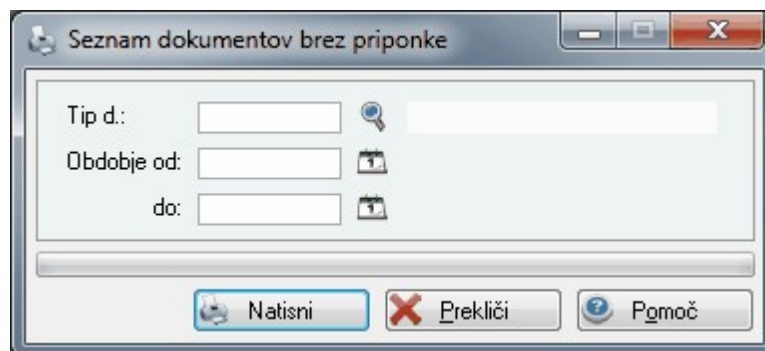 Seznam dokumentov brez priponke
Tip d.:
Obdobje od:
do:
Natisni
Prekliči
Pomoč